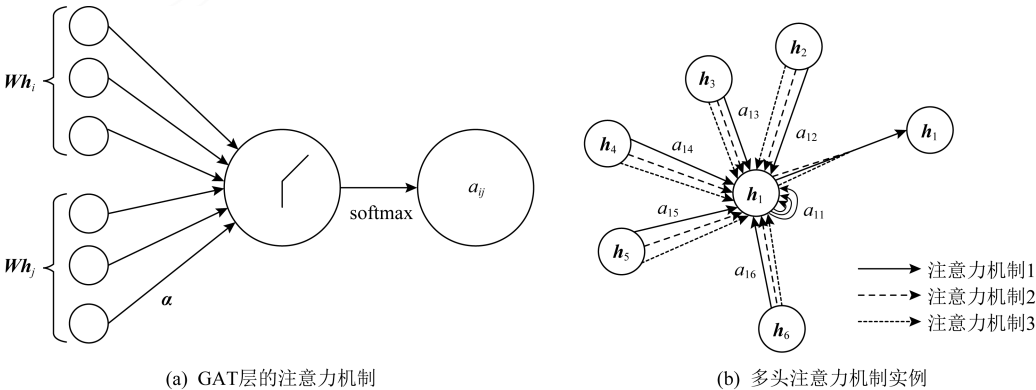 Wh_i
Wh_j
α
softmax
a_ij
(a) GAT层的注意力机制
h_2
h_3
h_4
h_5
h_6
h_1
h_1
a_13
a_12
a_14
a_15
a_11
a_16
注意力机制1
注意力机制2
注意力机制3
(b) 多头注意力机制实例